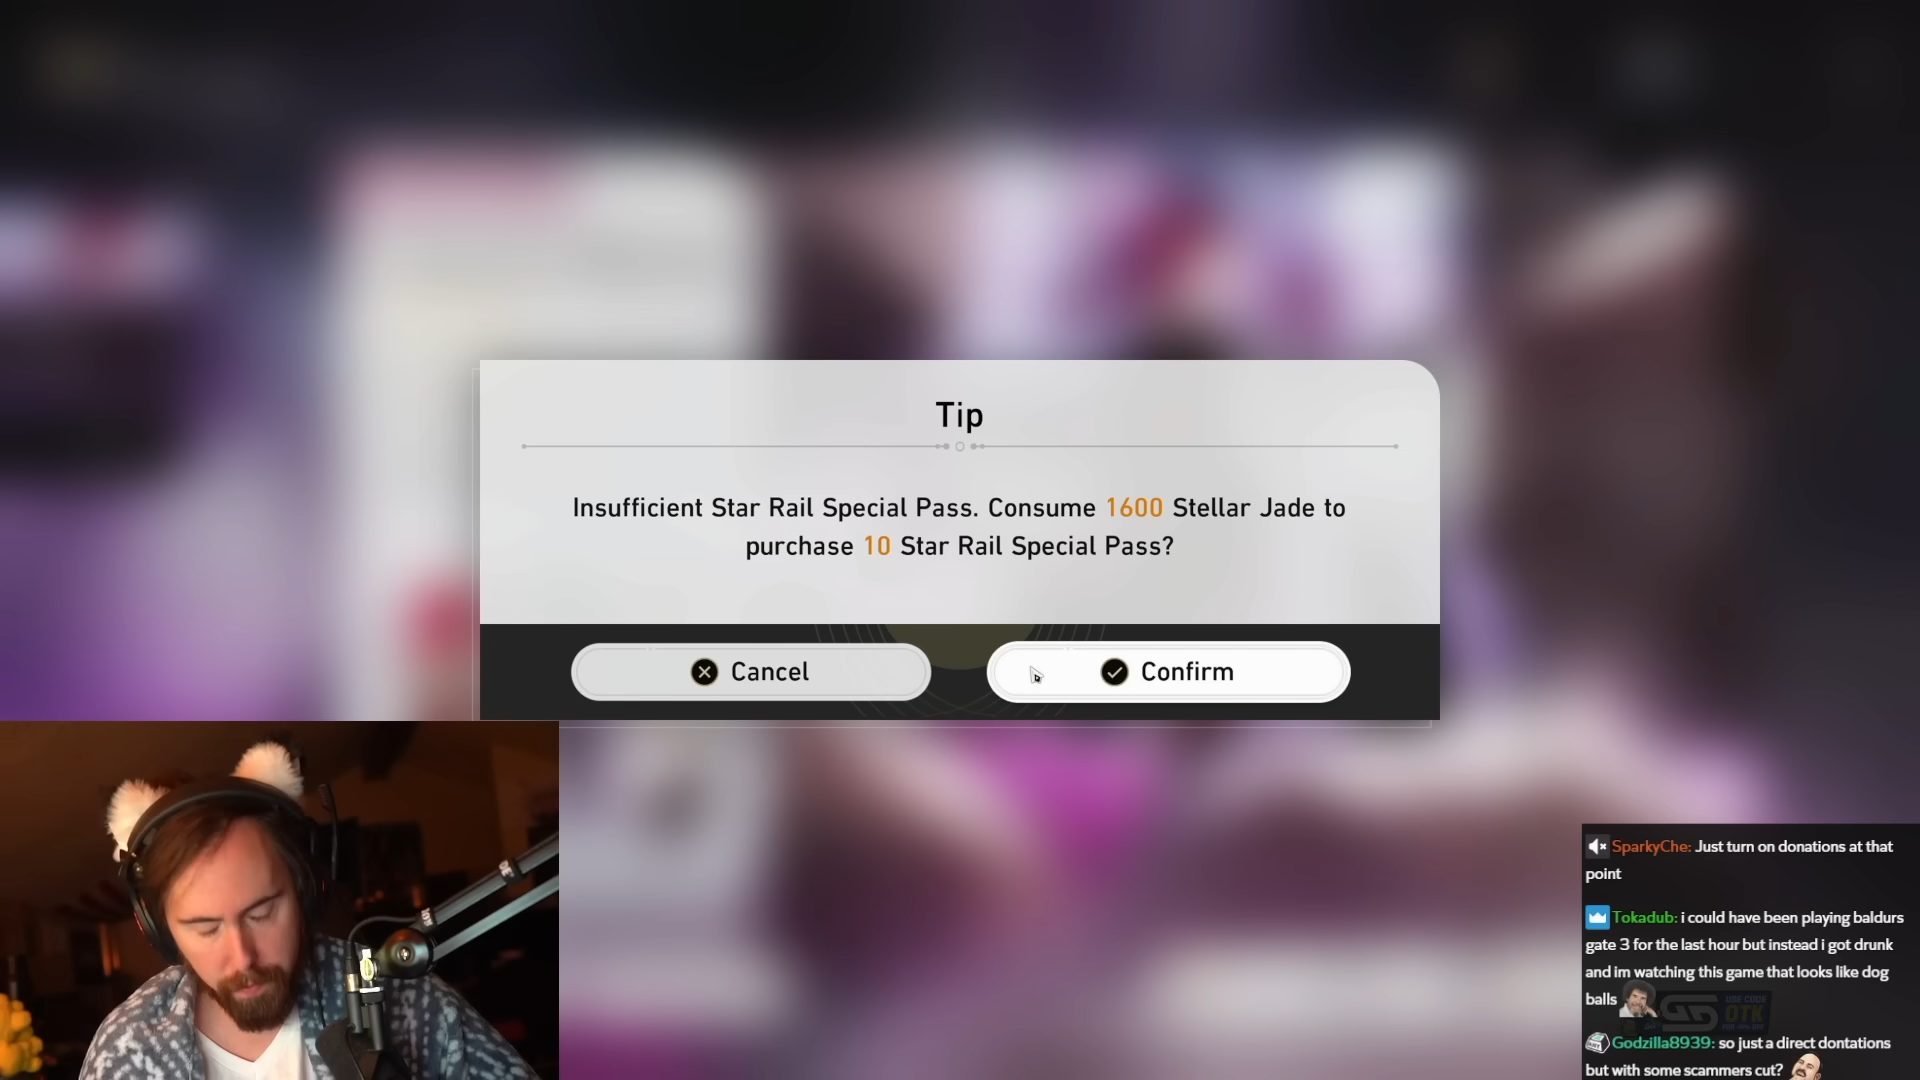 Tip
Insufficient Star Rail Special Pass. Consume 1600 Stellar Jade to
purchase 10 Star Rail Special Pass?
Cancel
Confirm
SparkyChe: Just turn on donations at that
point
Tokadub: i could have been playing baldurs
gate 3 for the last hour but instead i got drunk
and im watching this game that looks like dog
balls
USE CODE
OTK
Godzilla8939: so just a direct dontations
but with some scammers cut?